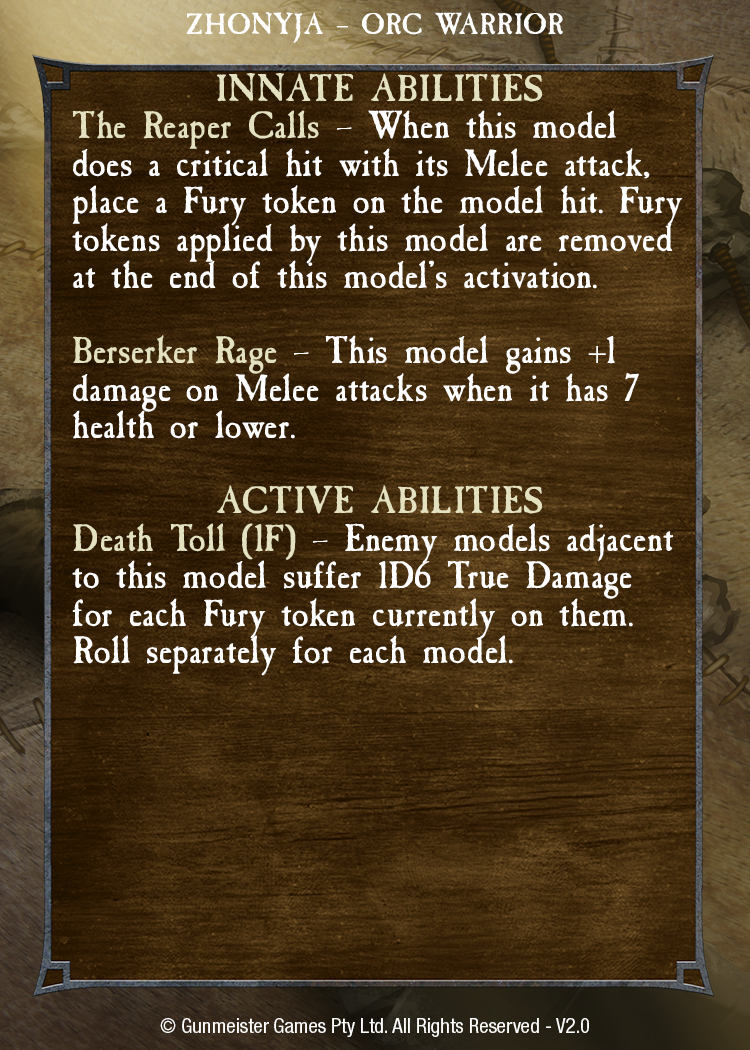 ZHONYJA – ORC WARRIOR
INNATE ABILITIES
The Reaper Calls – When this model
does a critical hit with its Melee attack,
place a Fury token on the model hit. Fury
tokens applied by this model are removed
at the end of this model's activation.
Berserker Rage – This model gains +1
damage on Melee attacks when it has 7
health or lower.
ACTIVE ABILITIES
Death Toll (1F) – Enemy models adjacent
to this model suffer 1D6 True Damage
for each Fury token currently on them.
Roll separately for each model.
© Gunmeister Games Pty Ltd. All Rights Reserved - V2.0